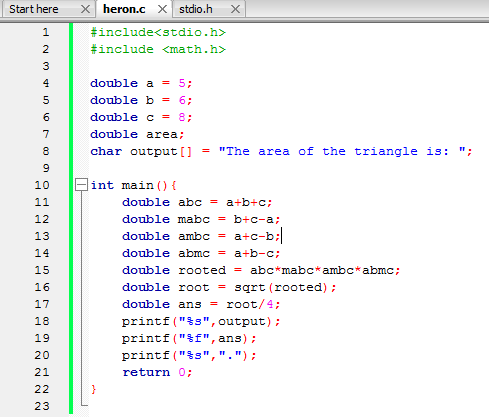 Start here × heron.c × stdio.h ×
1 #include<stdio.h>
2 #include <math.h>
3
4 double a = 5;
5 double b = 6;
6 double c = 8;
7 double area;
8 char output[] = "The area of the triangle is: ";
9
10 int main(){
11 double abc = a+b+c;
12 double mabc = b+c-a;
13 double ambc = a+c-b;
14 double abmc = a+b-c;
15 double rooted = abc*mabc*ambc*abmc;
16 double root = sqrt(rooted);
17 double ans = root/4;
18 printf("%s",output);
19 printf("%f",ans);
20 printf("%s",".");
21 return 0;
22 }
23